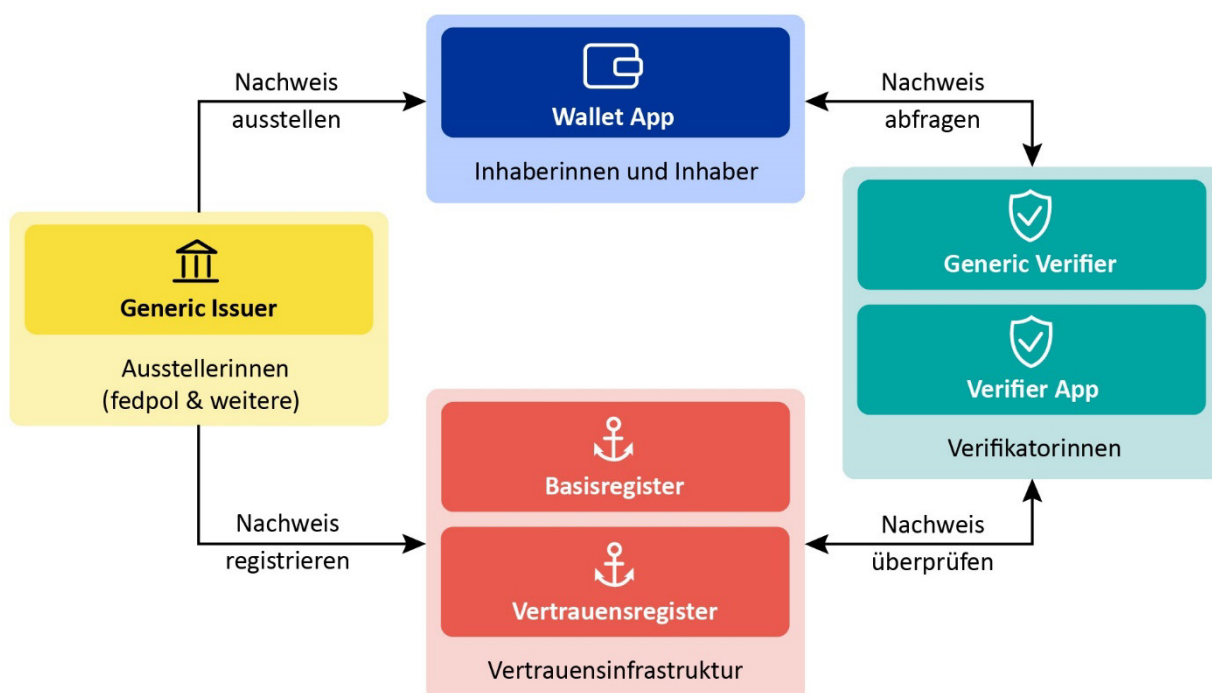 Nachweis
ausstellen
Wallet App
Inhaberinnen und Inhaber
Nachweis
abfragen
Generic Issuer
Ausstellerinnen
(fedpol & weitere)
Generic Verifier
Verifier App
Verifikatorinnen
Nachweis
registrieren
Basisregister
Vertrauensregister
Vertrauensinfrastruktur
Nachweis
überprüfen